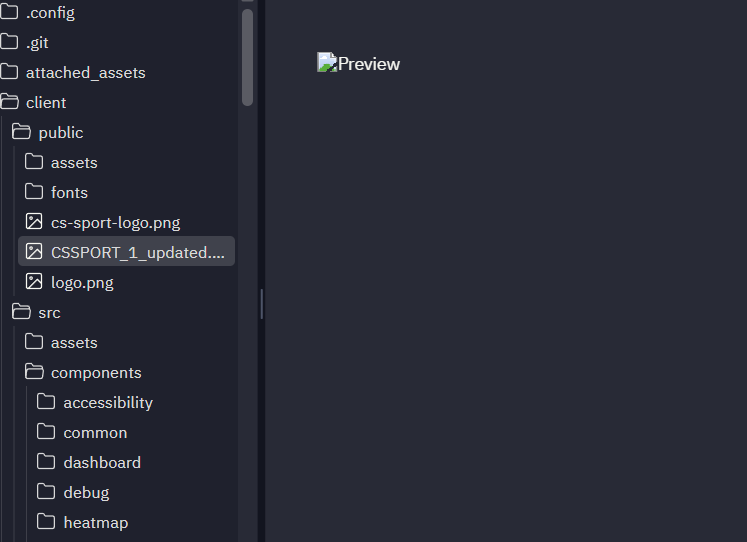 .config
.git
attached_assets
client
public
assets
fonts
cs-sport-logo.png
CSSPORT_1_updated....
logo.png
src
assets
components
accessibility
common
dashboard
debug
heatmap
Preview